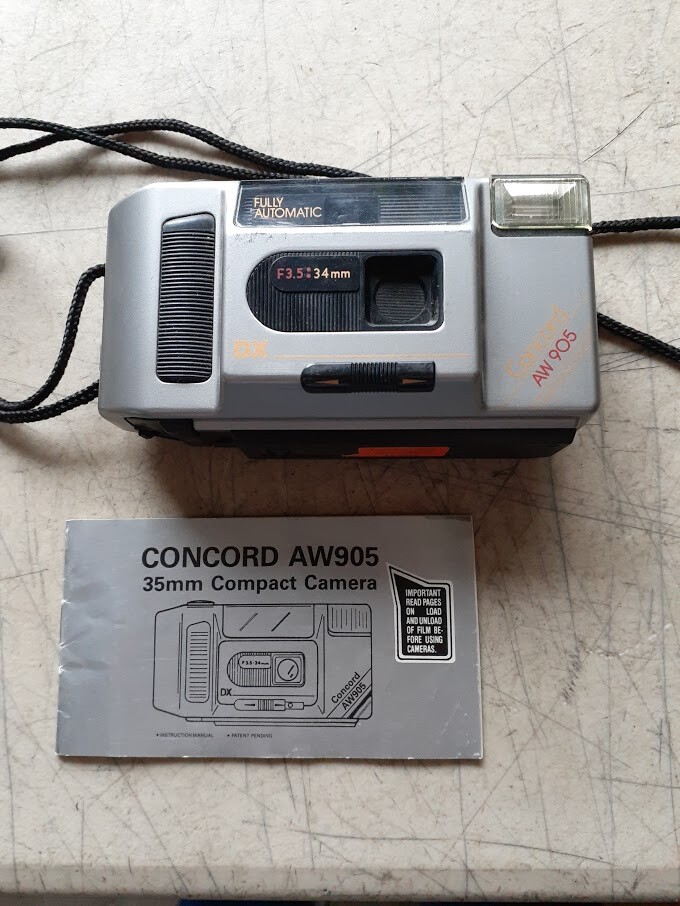 FULLY
AUTOMATIC
F3.5 34mm
DX
Concord
AW 905
CONCORD AW905
35mm Compact Camera
IMPORTANT
READ PAGES
ON LOAD
AND UNLOAD
OF FILM BE-
FORE USING
CAMERAS.
F3.5 34mm
DX
Concord
AW905
• INSTRUCTION MANUAL • PATENT PENDING